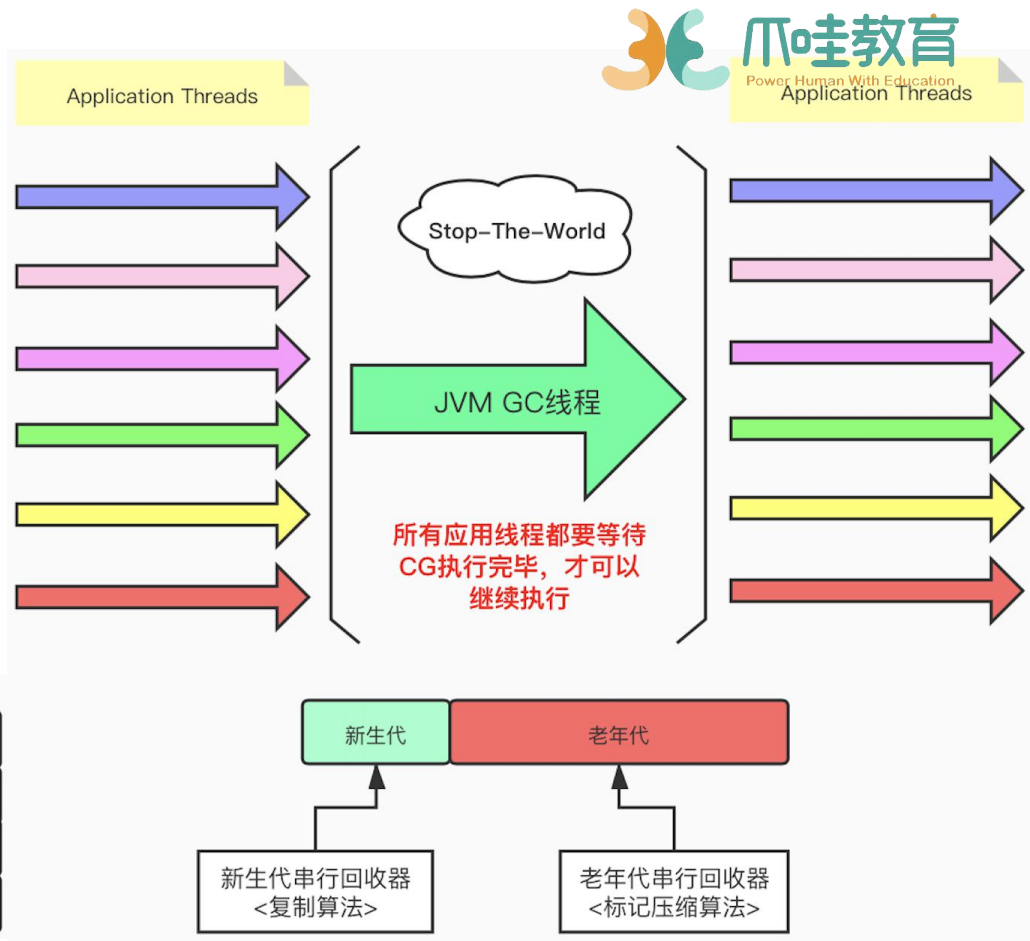 爪哇教育
Power Human With Education
Application Threads
Application Threads
Stop-The-World
JVM GC线程
所有应用线程都要等待
CG执行完毕，才可以
继续执行
新生代
老年代
新生代串行回收器
<复制算法>
老年代串行回收器
<标记压缩算法>